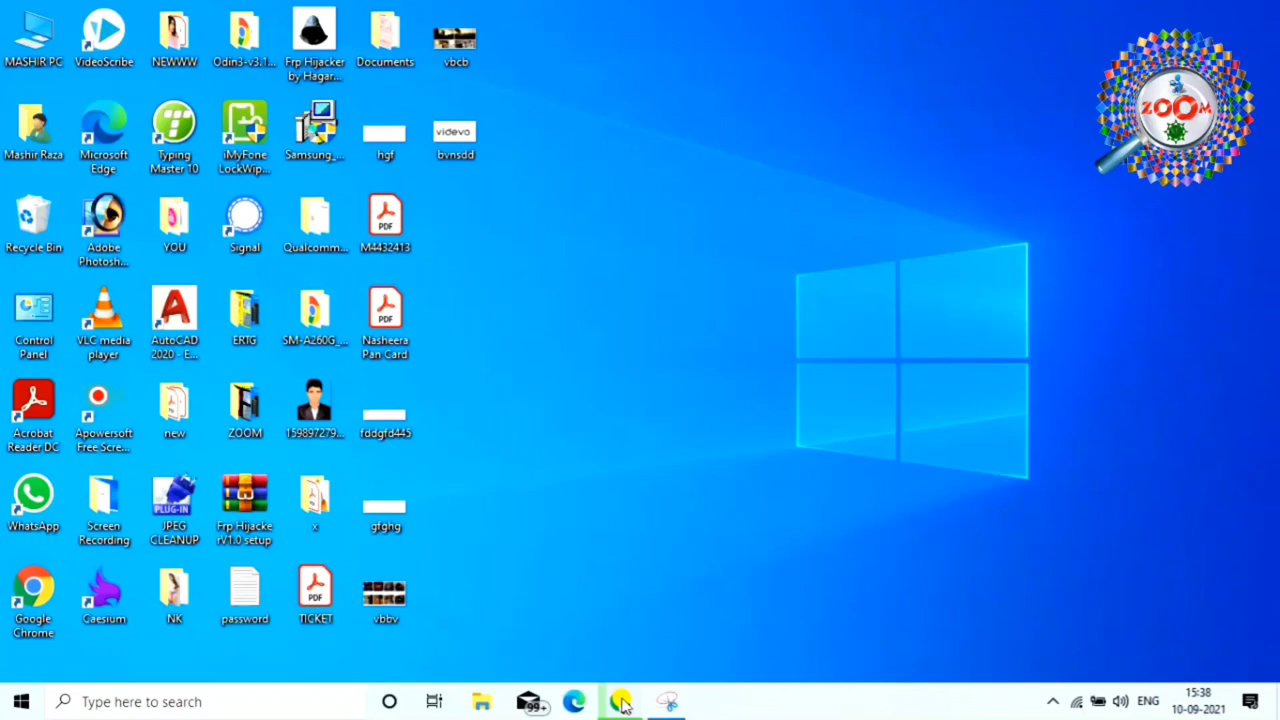 MASHIR PC
VideoScribe
NEWWW
Odin3-v3.1...
Frp Hijacker
by Hagar...
Documents
vbcb
ZOOM
Mashir Raza
Microsoft
Edge
Typing
Master 10
iMyFone
LockWip...
Samsung_...
hgf
videvo
bvnsdd
Recycle Bin
Adobe
Photosh...
YOU
Signal
Qualcomm...
PDF
M4432413
Control
Panel
VLC media
player
AutoCAD
2020 - E...
ERTG
SM-A260G_...
PDF
Nasheera
Pan Card
Acrobat
Reader DC
Apowersoft
Free Scre...
new
ZOOM
159897279...
fddgfd445
WhatsApp
Screen
Recording
PLUG-IN
JPEG
CLEANUP
Frp Hijacke
rV1.0 setup
x
gfghg
Google
Chrome
Caesium
NK
password
PDF
TICKET
vbbv
Type here to search
99+
ENG
15:38
10-09-2021